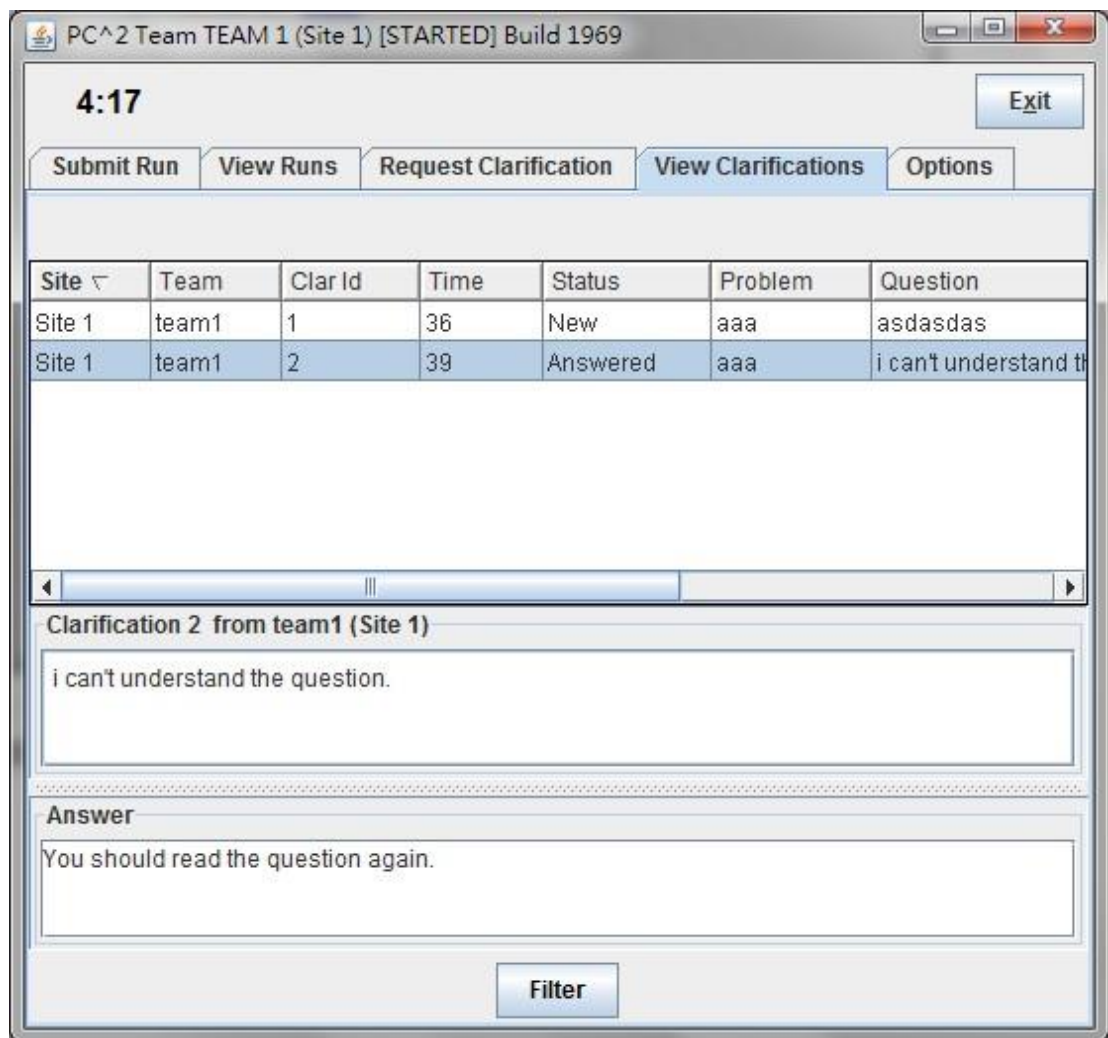 PC^2 Team TEAM 1 (Site 1) [STARTED] Build 1969
4:17 Exit
Submit Run View Runs Request Clarification View Clarifications Options
Site Team Clar Id Time Status Problem Question
Site 1 team1 1 36 New aaa asdasdas
Site 1 team1 2 39 Answered aaa i can't understand th
Clarification 2 from team1 (Site 1)
i can't understand the question.
Answer
You should read the question again.
Filter